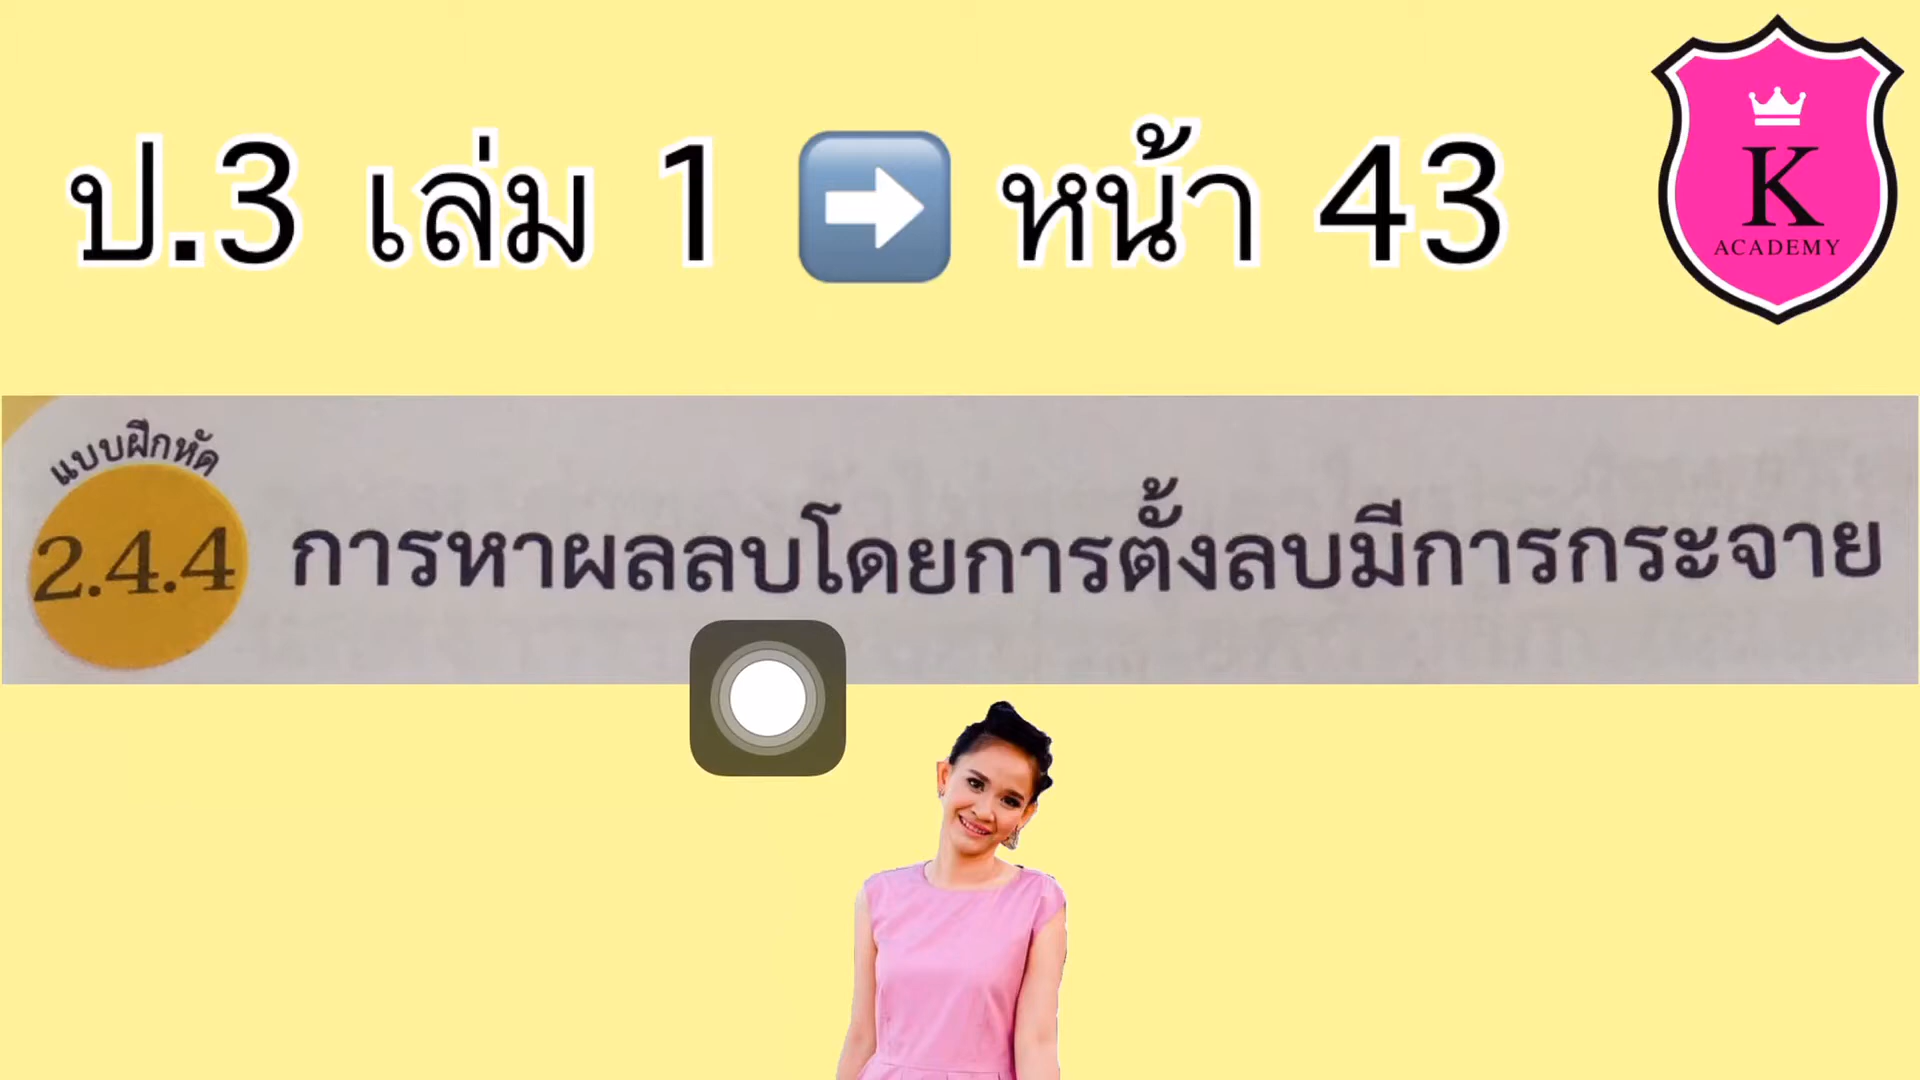 ป.3 เล่ม 1 ➡ หน้า 43
K
ACADEMY
แบบฝึกหัด
2.4.4 การหาผลลบโดยการตั้งลบมีการกระจาย